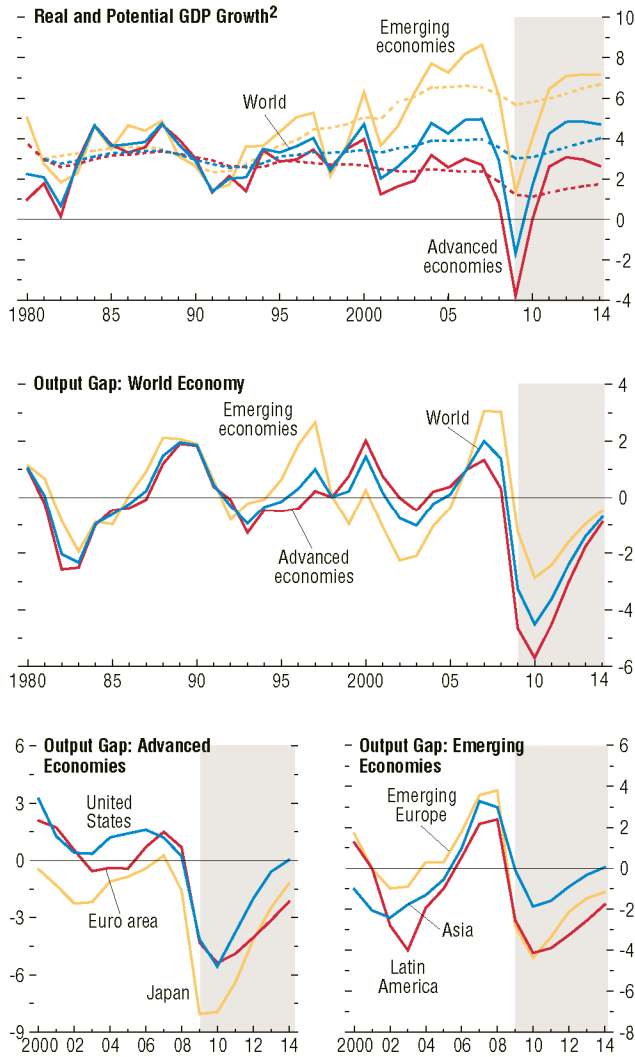 Real and Potential GDP Growth2
Emerging
economies
World
Advanced
economies
10
8
6
4
2
0
-2
-4
1980 85 90 95 2000 05 10 14
Output Gap: World Economy
Emerging
economies
World
Advanced
economies
4
2
0
-2
-4
-6
1980 85 90 95 2000 05 10 14
Output Gap: Advanced
Economies
United
States
Euro area
Japan
6
3
0
-3
-6
-9
2000 02 04 06 08 10 12 14
Output Gap: Emerging
Economies
Emerging
Europe
Asia
Latin
America
6
4
2
0
-2
-4
-6
-8
2000 02 04 06 08 10 12 14